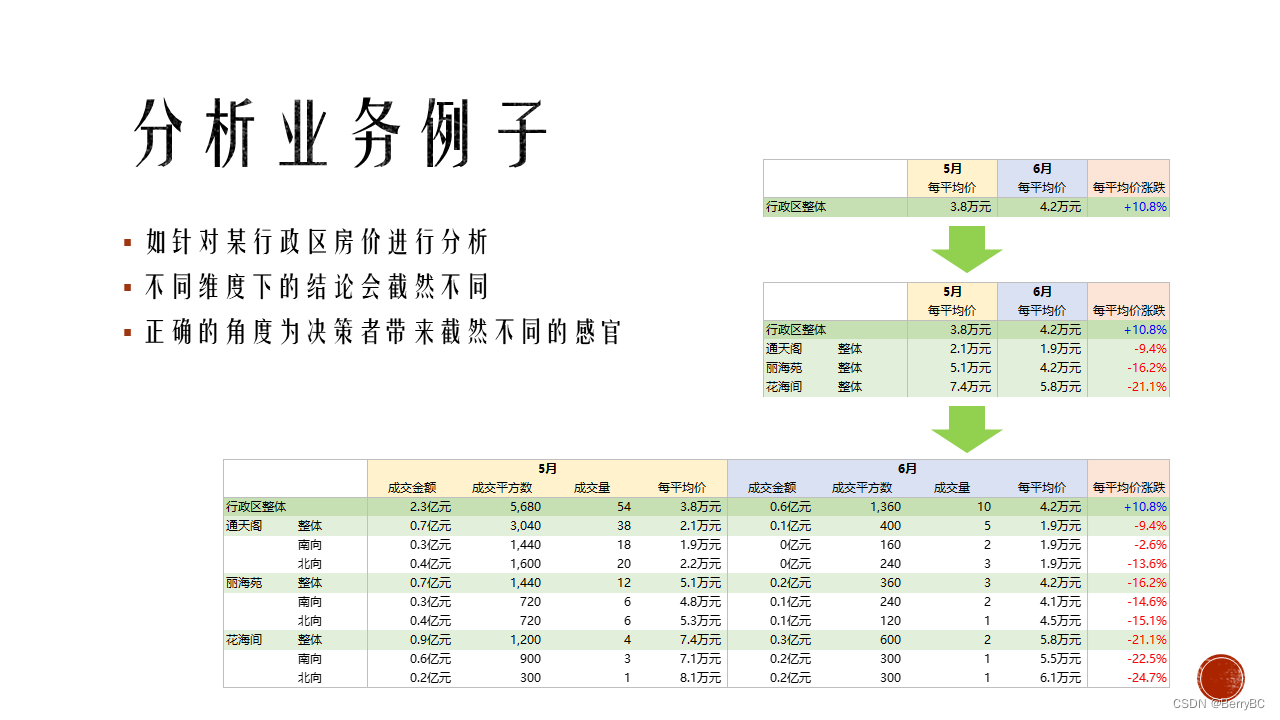 分析业务例子
如针对某行政区房价进行分析
不同维度下的结论会截然不同
正确的角度为决策者带来截然不同的感官
5月 6月
每平均价 每平均价 每平均价涨跌
行政区整体 3.8万元 4.2万元 +10.8%
5月 6月
每平均价 每平均价 每平均价涨跌
行政区整体 3.8万元 4.2万元 +10.8%
通天阁 整体 2.1万元 1.9万元 -9.4%
丽海苑 整体 5.1万元 4.2万元 -16.2%
花海间 整体 7.4万元 5.8万元 -21.1%
5月 6月
成交金额 成交平方数 成交量 每平均价 成交金额 成交平方数 成交量 每平均价 每平均价涨跌
行政区整体 2.3亿元 5,680 54 3.8万元 0.6亿元 1,360 10 4.2万元 +10.8%
通天阁 整体 0.7亿元 3,040 38 2.1万元 0.1亿元 400 5 1.9万元 -9.4%
南向 0.3亿元 1,440 18 1.9万元 0亿元 160 2 1.9万元 -2.6%
北向 0.4亿元 1,600 20 2.2万元 0亿元 240 3 1.9万元 -13.6%
丽海苑 整体 0.7亿元 1,440 12 5.1万元 0.2亿元 360 3 4.2万元 -16.2%
南向 0.3亿元 720 6 4.8万元 0.1亿元 240 2 4.1万元 -14.6%
北向 0.4亿元 720 6 5.3万元 0.1亿元 120 1 4.5万元 -15.1%
花海间 整体 0.9亿元 1,200 4 7.4万元 0.3亿元 600 2 5.8万元 -21.1%
南向 0.6亿元 900 3 7.1万元 0.2亿元 300 1 5.5万元 -22.5%
北向 0.2亿元 300 1 8.1万元 0.2亿元 300 1 6.1万元 -24.7%
CSDN @BerryBC